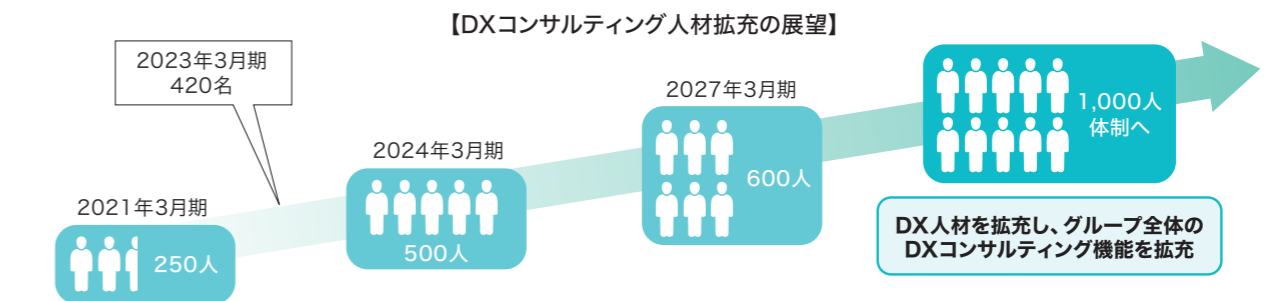 【DXコンサルティング人材拡充の展望】
2023年3月期
420名
2021年3月期
250人
2024年3月期
500人
2027年3月期
600人
1,000人
体制へ
DX人材を拡充し、グループ全体の
DXコンサルティング機能を拡充